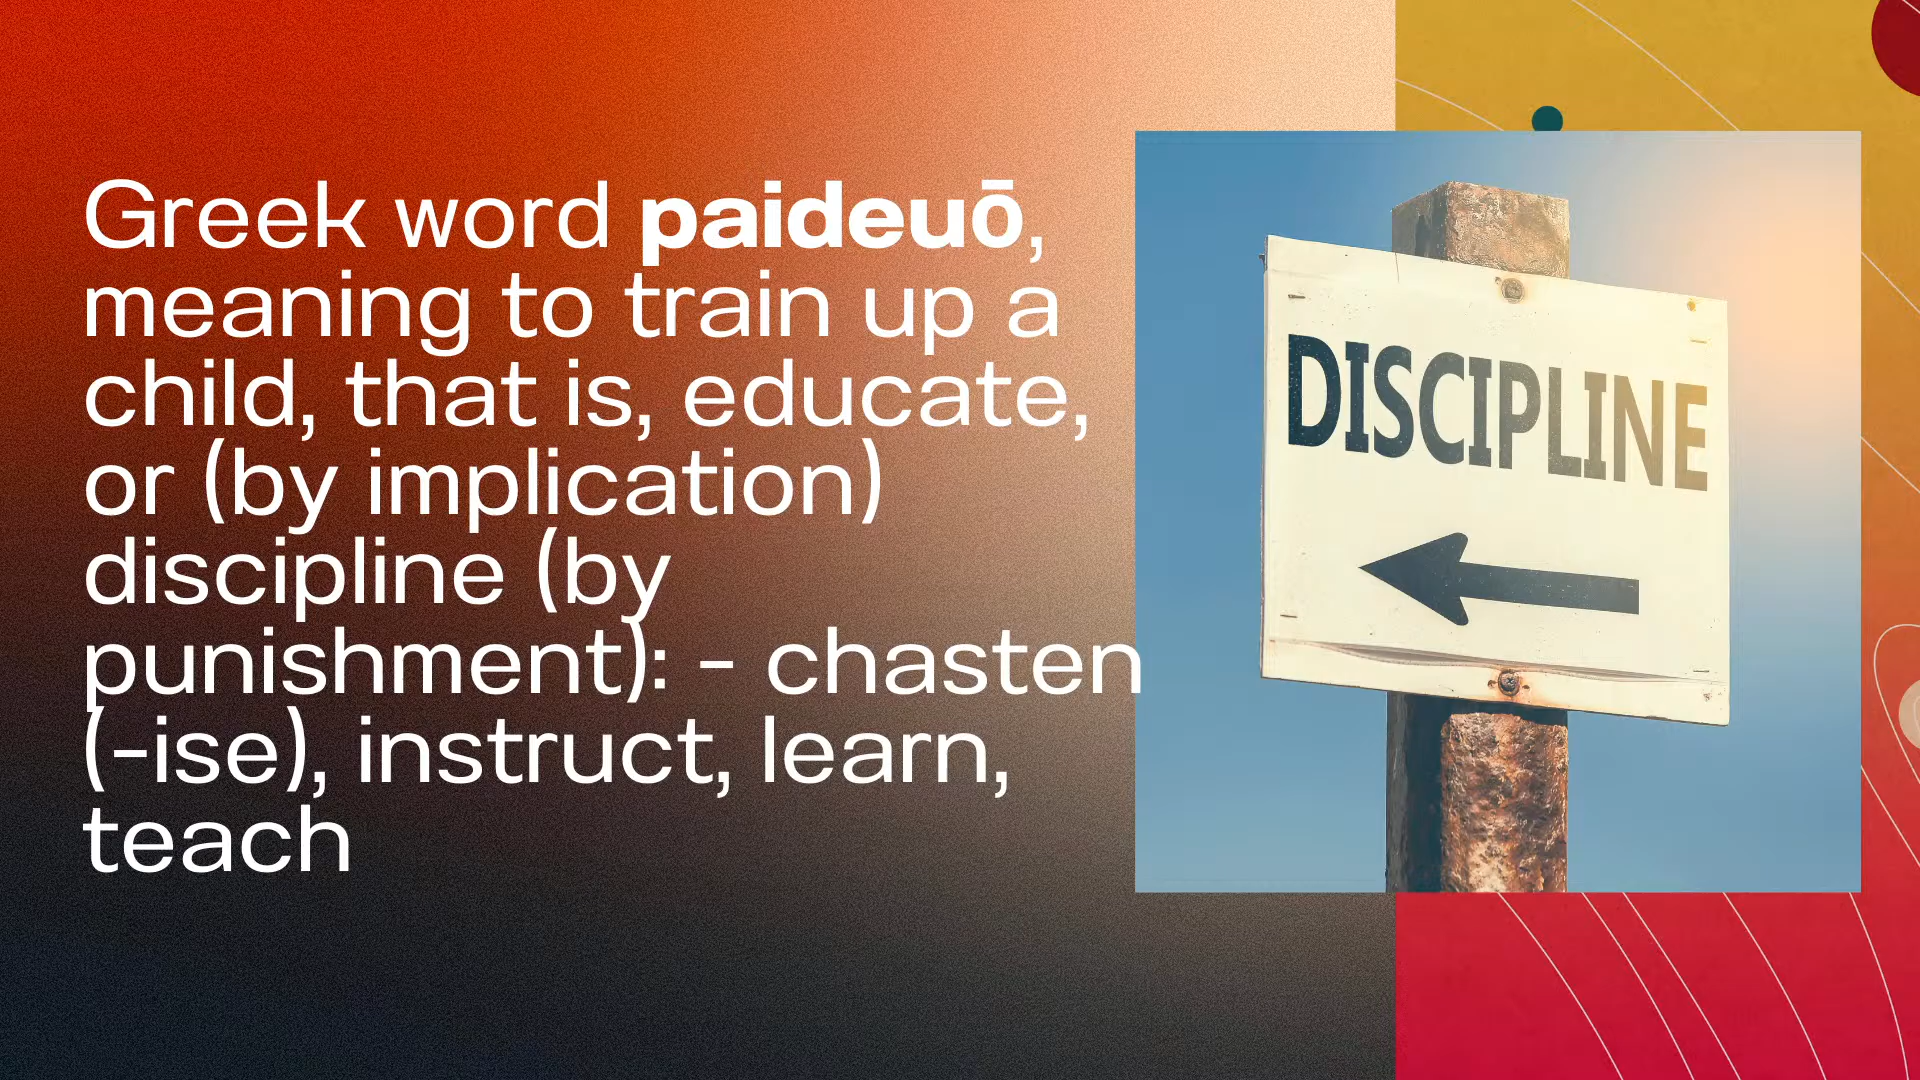 Greek word paideuō,
meaning to train up a
child, that is, educate,
or (by implication)
discipline (by
punishment): - chasten
(-ise), instruct, learn,
teach
DISCIPLINE